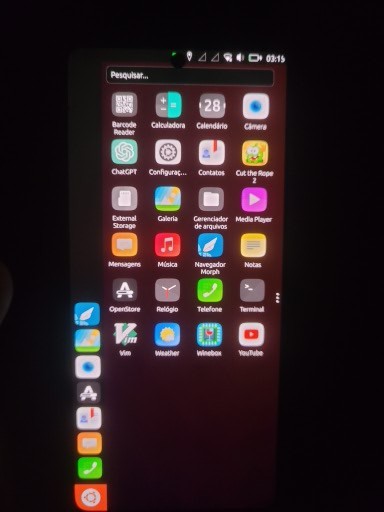 03:15
Pesquisar...
Barcode
Reader
Calculadora
28
Calendário
Câmera
ChatGPT
Configuraç...
Contatos
Cut the Rope
2
External
Storage
Galeria
Gerenciador
de arquivos
Media Player
Mensagens
Música
Navegador
Morph
Notas
OpenStore
Relógio
Telefone
Terminal
Vim
Vim
Weather
Winebox
YouTube